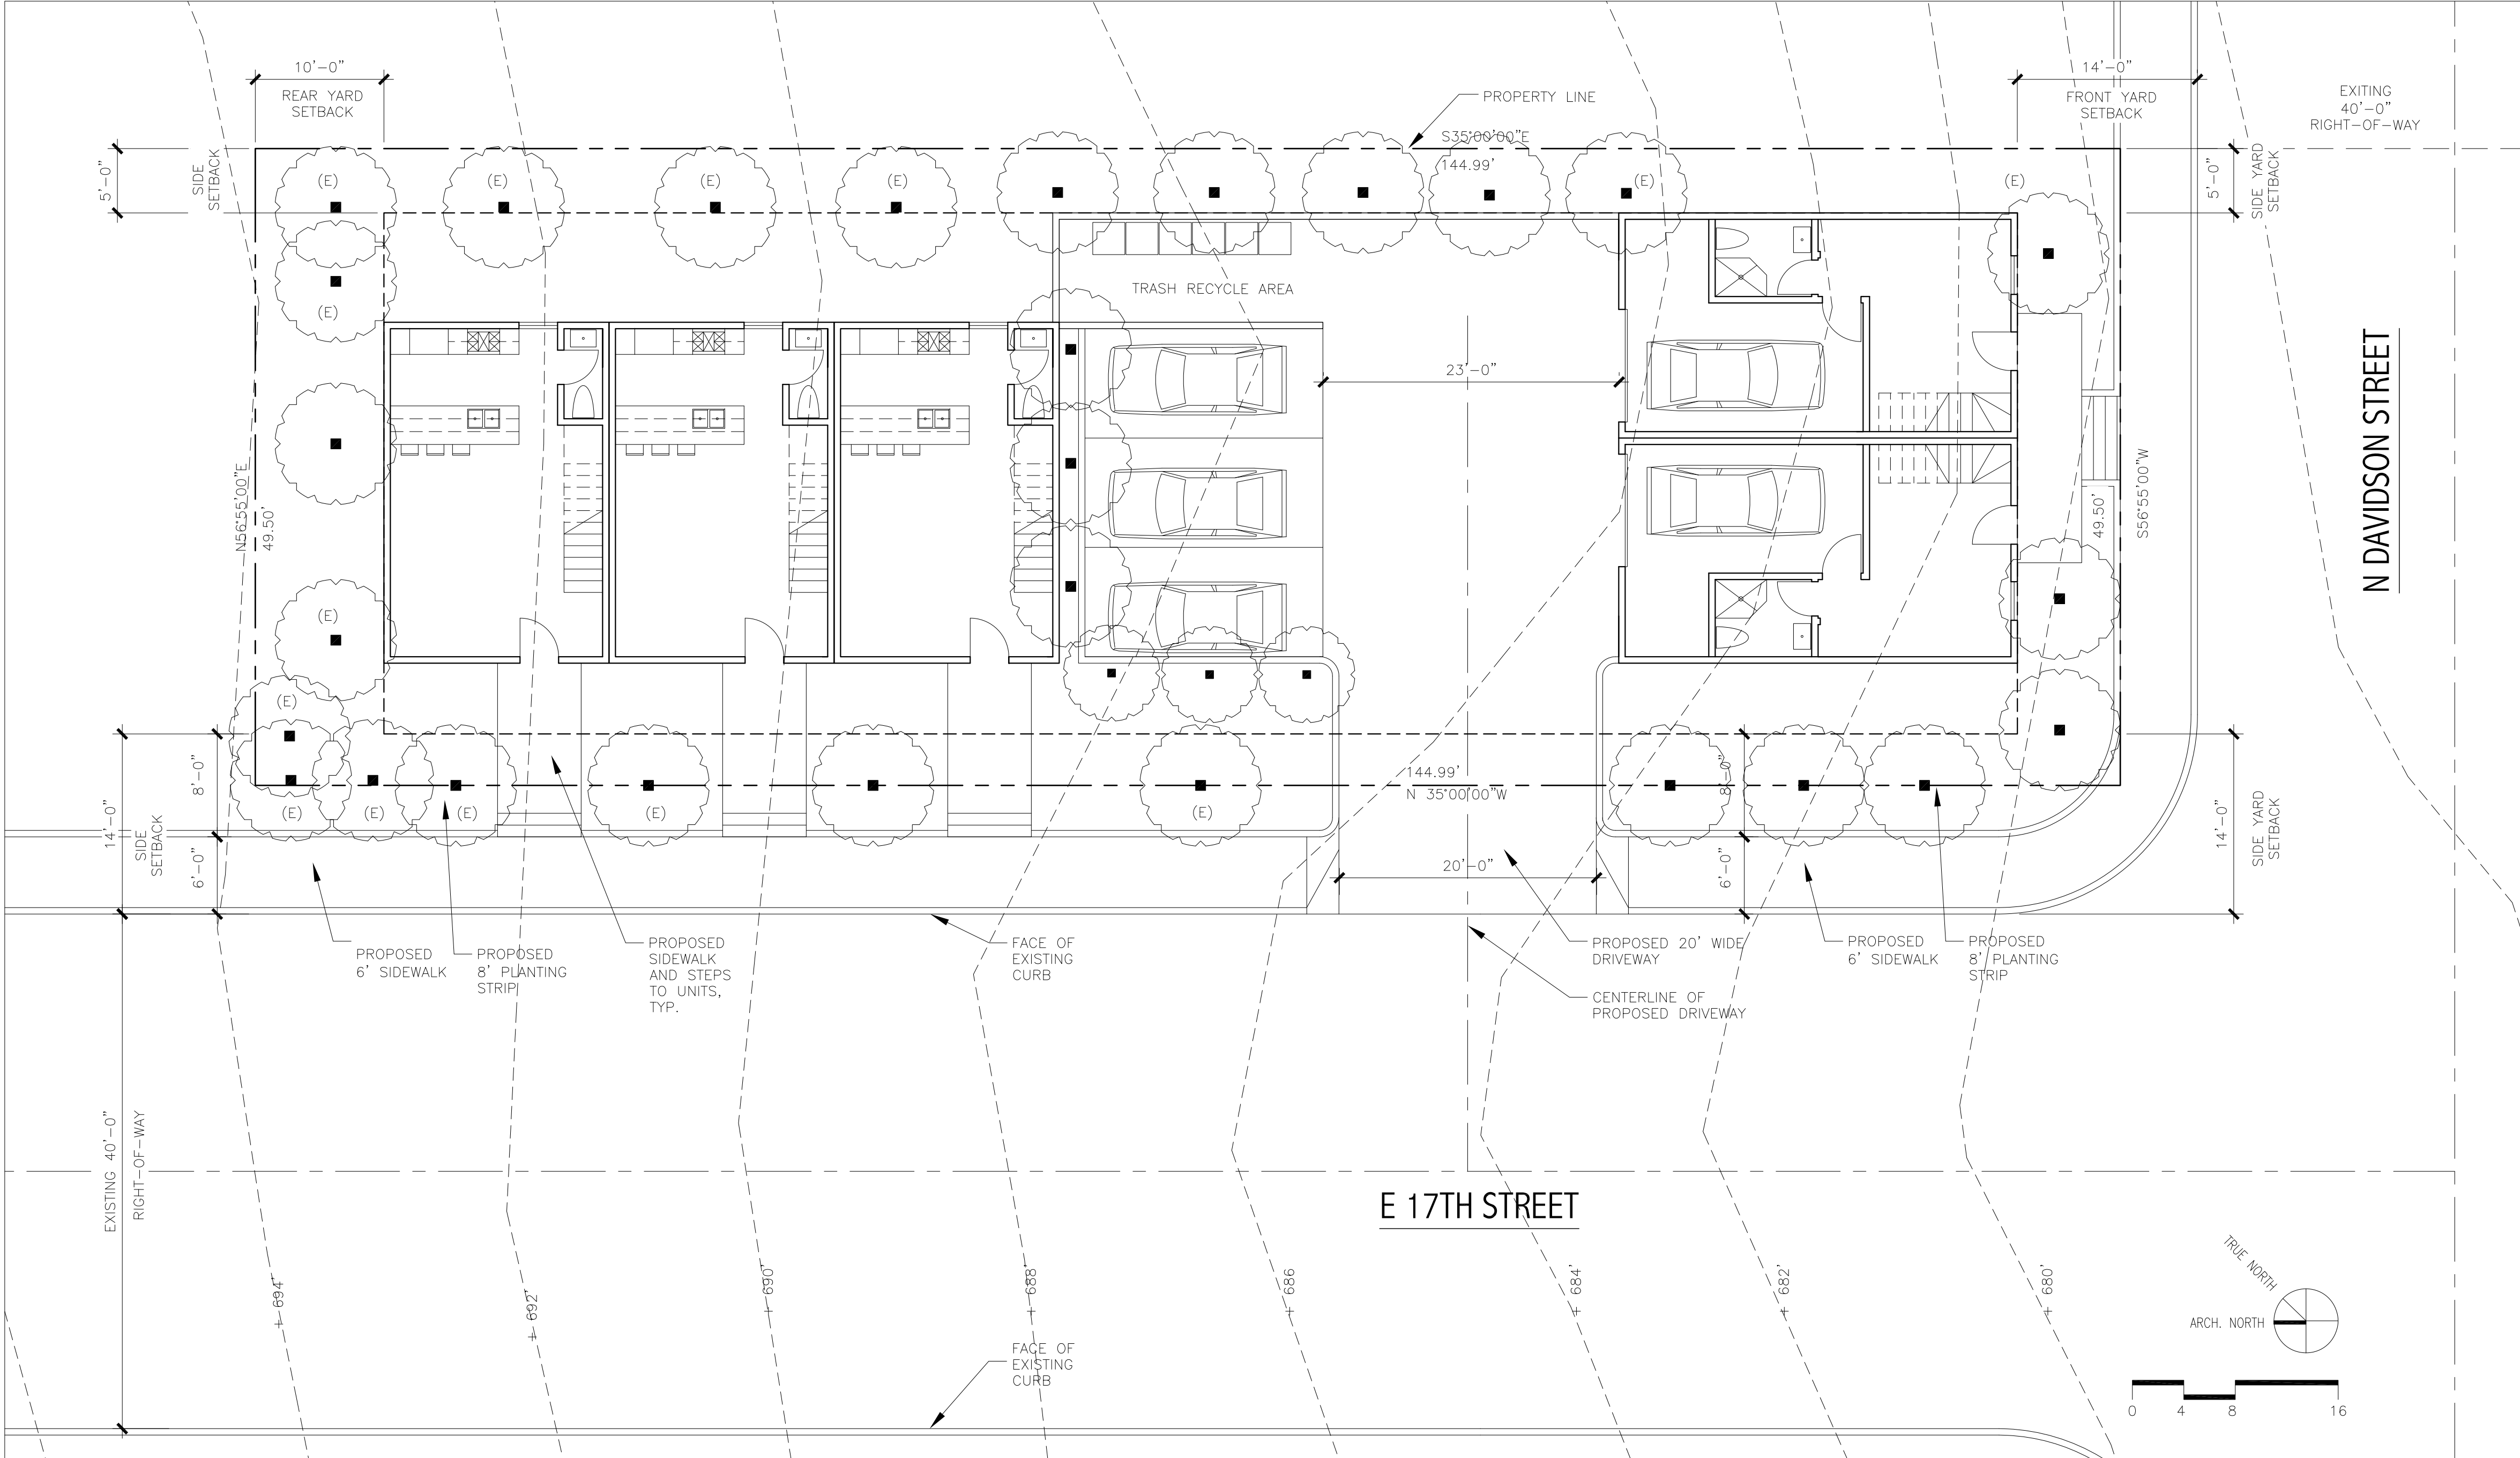 10'-0"
REAR YARD
SETBACK
14'-0"
FRONT YARD
SETBACK
EXITING
40'-0"
RIGHT-OF-WAY
PROPERTY LINE
S35°00'00"E
144.99'
5'-0"
SIDE
SETBACK
5'-0"
SIDE YARD
SETBACK
(E)
(E)
(E)
(E)
(E)
(E)
(E)
TRASH RECYCLE AREA
23'-0"
N DAVIDSON STREET
N56°55'00"E
49.50'
49.50'
S56°55'00"W
(E)
(E)
(E)
(E)
(E)
(E)
(E)
144.99'
N 35°00'00"W
14'-0"
SIDE
SETBACK
8'-0"
6'-0"
8'-0"
6'-0"
20'-0"
14'-0"
SIDE YARD
SETBACK
PROPOSED
6' SIDEWALK
PROPOSED
8' PLANTING
STRIP
PROPOSED
SIDEWALK
AND STEPS
TO UNITS,
TYP.
FACE OF
EXISTING
CURB
PROPOSED 20' WIDE
DRIVEWAY
CENTERLINE OF
PROPOSED DRIVEWAY
PROPOSED
6' SIDEWALK
PROPOSED
8' PLANTING
STRIP
EXISTING 40'-0"
RIGHT-OF-WAY
E 17TH STREET
+ 694'
+ 692'
+ 690'
+ 688'
+ 686
+ 684'
+ 682'
+ 680'
TRUE NORTH
ARCH. NORTH
FACE OF
EXISTING
CURB
0 4 8 16